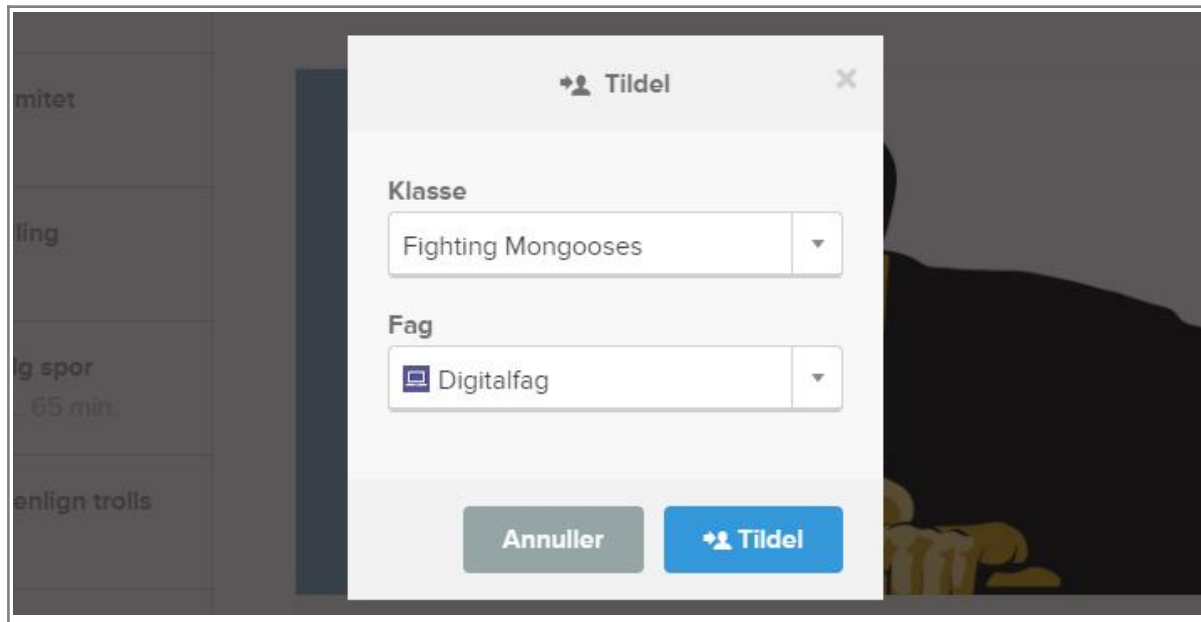 Tildel
Klasse
Fighting Mongooses
Fag
Digitalfag
Annuller
Tildel
mitet
ling
lg spor
: 65 min.
enlign trolls